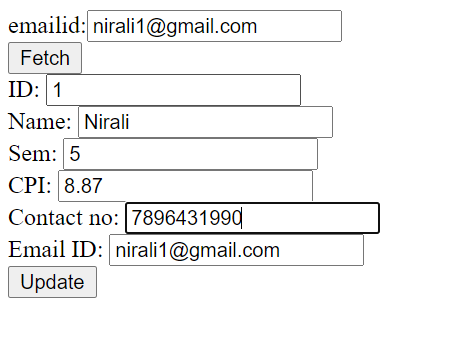 emailid: nirali1@gmail.com
Fetch
ID: 1
Name: Nirali
Sem: 5
CPI: 8.87
Contact no: 7896431990
Email ID: nirali1@gmail.com
Update